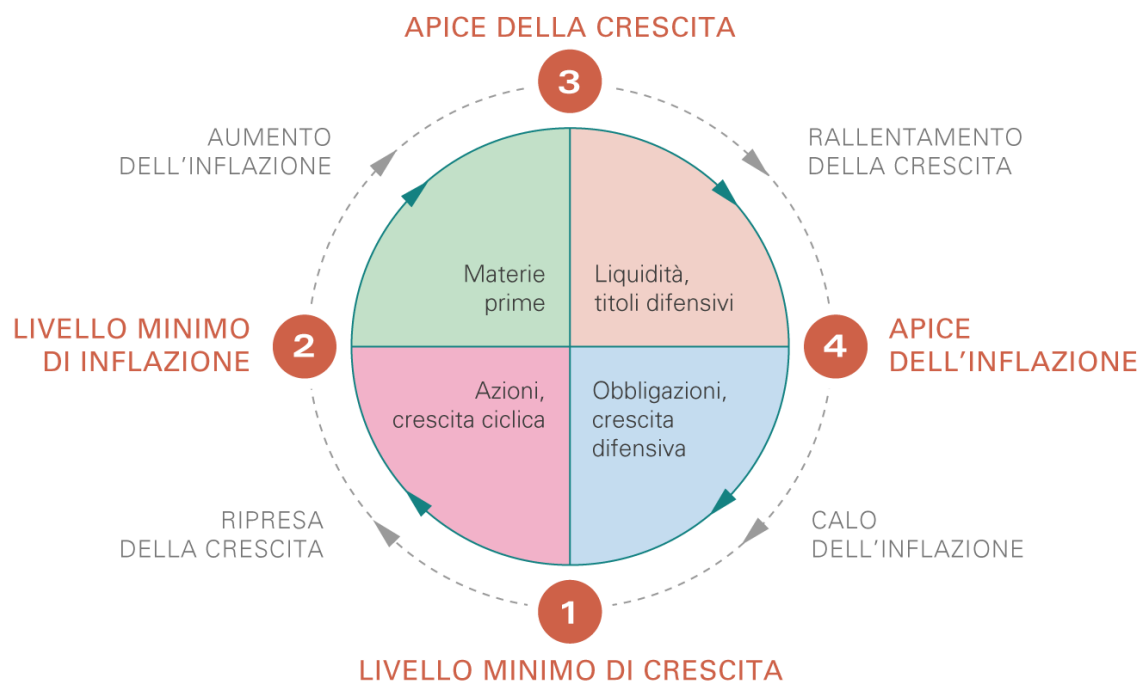 APICE DELLA CRESCITA
3
AUMENTO
DELL'INFLAZIONE
RALLENTAMENTO
DELLA CRESCITA
Materie
prime
Liquidità,
titoli difensivi
LIVELLO MINIMO
DI INFLAZIONE
2
4
APICE
DELL'INFLAZIONE
Azioni,
crescita ciclica
Obbligazioni,
crescita
difensiva
RIPRESA
DELLA CRESCITA
CALO
DELL'INFLAZIONE
1
LIVELLO MINIMO DI CRESCITA